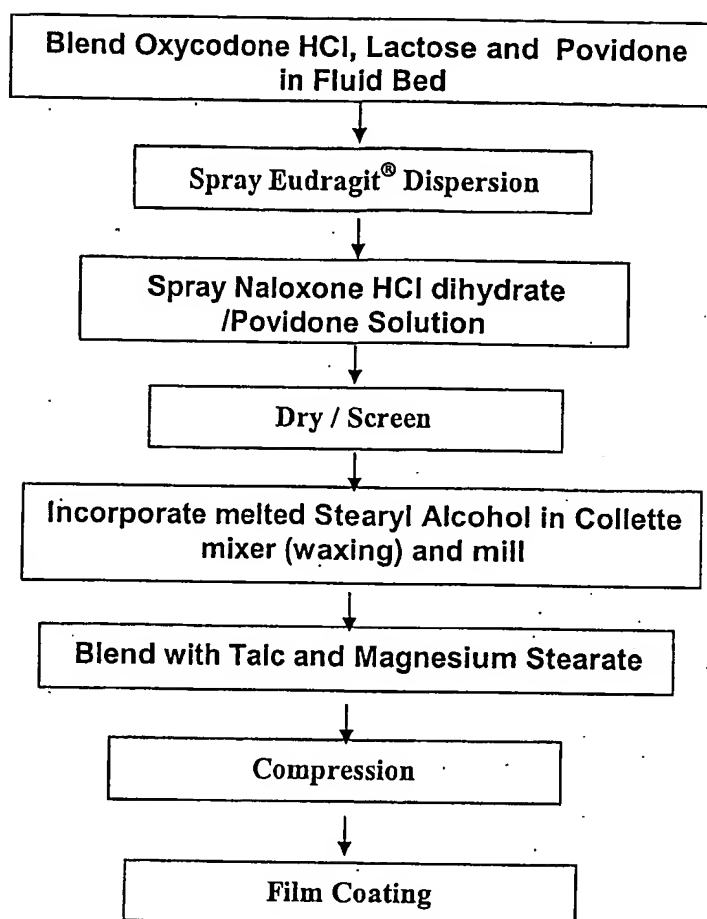 Blend Oxycodone HCl, Lactose and Povidone
in Fluid Bed
Spray Eudragit® Dispersion
Spray Naloxone HCl dihydrate
/Povidone Solution
Dry / Screen
Incorporate melted Stearyl Alcohol in Collette
mixer (waxing) and mill
Blend with Talc and Magnesium Stearate
Compression
Film Coating